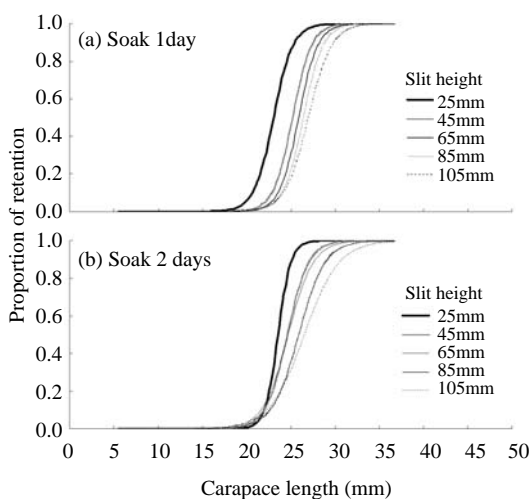 1.0
(a) Soak 1day
0.8
Slit height
25mm
0.6
45mm
65mm
0.4
85mm
0.2
105mm
0.0
Proportion of retention
1.0
(b) Soak 2 days
0.8
Slit height
0.6
25mm
45mm
0.4
65mm
85mm
0.2
105mm
0.0
0 5 10 15 20 25 30 35 40 45 50
Carapace length (mm)